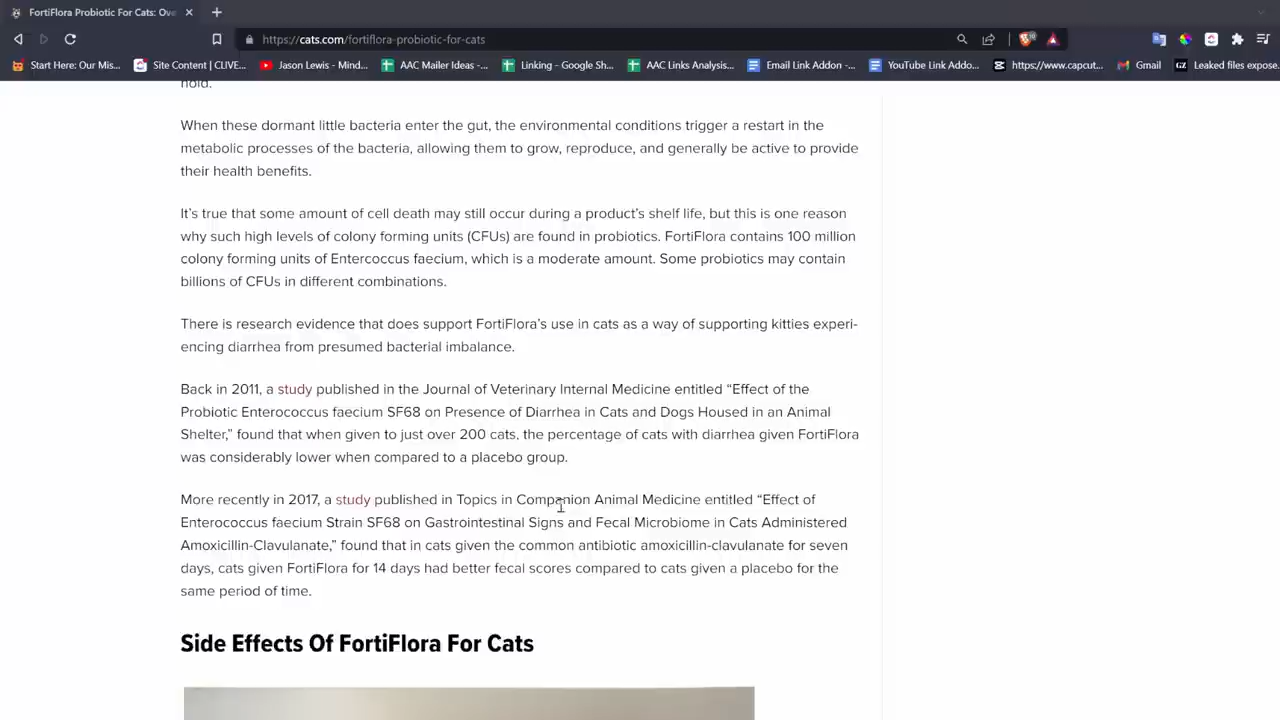 FortiFlora Probiotic For Cats: Ove
https://cats.com/fortiflora-probiotic-for-cats
Start Here: Our Mis...
Site Content | CLIVE...
Jason Lewis - Mind...
AAC Mailer Ideas -...
Linking - Google Sh...
AAC Links Analysis...
Email Link Addon -...
YouTube Link Addo...
https://www.capcut...
Gmail
GZ
Leaked files expose...
hold.
When these dormant little bacteria enter the gut, the environmental conditions trigger a restart in the
metabolic processes of the bacteria, allowing them to grow, reproduce, and generally be active to provide
their health benefits.
It's true that some amount of cell death may still occur during a product's shelf life, but this is one reason
why such high levels of colony forming units (CFUs) are found in probiotics. FortiFlora contains 100 million
colony forming units of Entercoccus faecium, which is a moderate amount. Some probiotics may contain
billions of CFUs in different combinations.
There is research evidence that does support FortiFlora's use in cats as a way of supporting kitties experi-
encing diarrhea from presumed bacterial imbalance.
Back in 2011, a study published in the Journal of Veterinary Internal Medicine entitled “Effect of the
Probiotic Enterococcus faecium SF68 on Presence of Diarrhea in Cats and Dogs Housed in an Animal
Shelter,” found that when given to just over 200 cats, the percentage of cats with diarrhea given FortiFlora
was considerably lower when compared to a placebo group.
More recently in 2017, a study published in Topics in Companion Animal Medicine entitled “Effect of
Enterococcus faecium Strain SF68 on Gastrointestinal Signs and Fecal Microbiome in Cats Administered
Amoxicillin-Clavulanate,” found that in cats given the common antibiotic amoxicillin-clavulanate for seven
days, cats given FortiFlora for 14 days had better fecal scores compared to cats given a placebo for the
same period of time.
Side Effects Of FortiFlora For Cats